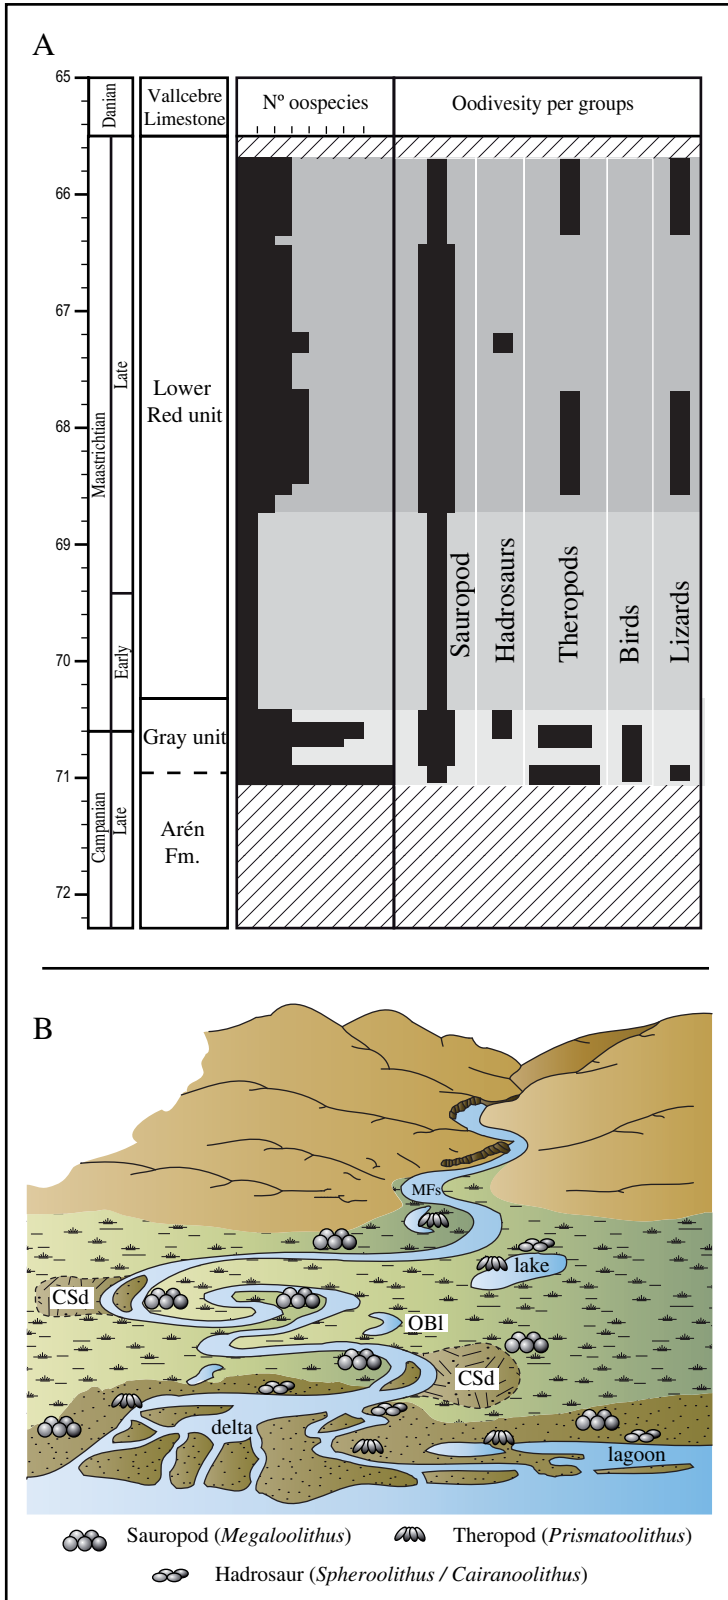 A
65
66
67
68
69
70
71
72
Danian
Maastrichtian
Late
Early
Campanian
Late
Vallcebre
Limestone
Lower
Red unit
Gray unit
Arén
Fm.
Nº oospecies
Oodivesity per groups
Sauropod
Hadrosaurs
Theropods
Birds
Lizards
B
MFs
lake
CSd
OBl
CSd
delta
lagoon
Sauropod (Megaloolithus)
Theropod (Prismatoolithus)
Hadrosaur (Spheroolithus / Cairanoolithus)